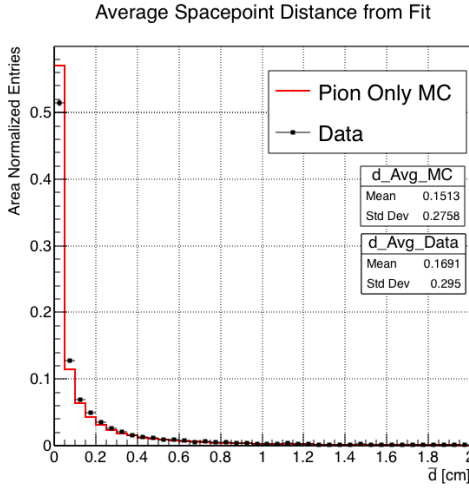 Average Spacepoint Distance from Fit
Area Normalized Entries
0.5
0.4
0.3
0.2
0.1
0
Pion Only MC
Data
d_Avg_MC
Mean 0.1513
Std Dev 0.2758
d_Avg_Data
Mean 0.1691
Std Dev 0.295
0 0.2 0.4 0.6 0.8 1.0 1.2 1.4 1.6 1.8 2
d̅ [cm]